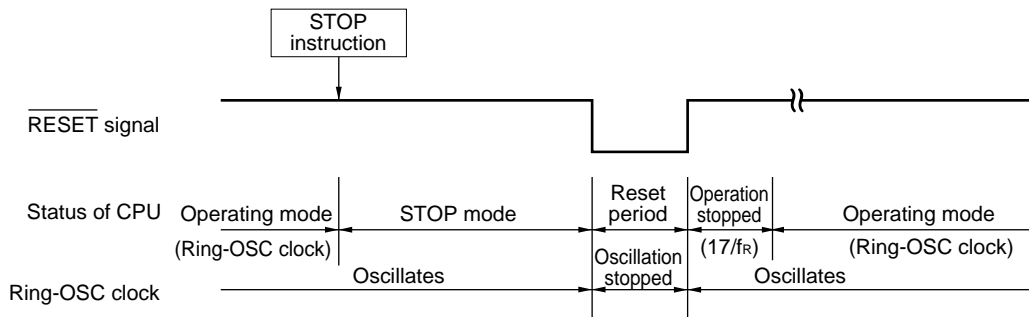 STOP
instruction
RESET signal
Status of CPU
Operating mode
(Ring-OSC clock)
STOP mode
Reset
period
Operation
stopped
(17/fR)
Operating mode
(Ring-OSC clock)
Ring-OSC clock
Oscillates
Oscillation
stopped
Oscillates